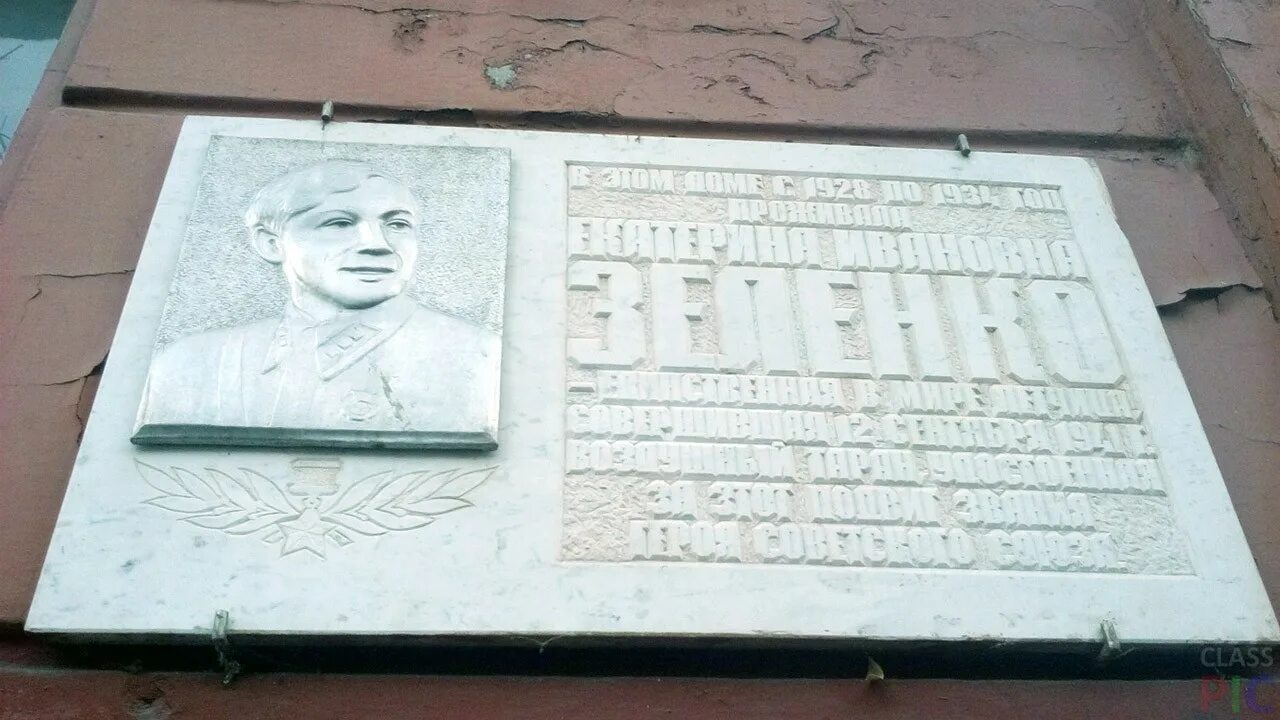 В ЭТОМ ДОМЕ С 1928 ПО 1934 ГОД
ПРОЖИВАЛА
ЕКАТЕРИНА ИВАНОВНА
ЗЕЛЕНКО
– ЕДИНСТВЕННАЯ В МИРЕ ЛЕТЧИЦА,
СОВЕРШИВШАЯ 12 СЕНТЯБРЯ 1941 Г.
ВОЗДУШНЫЙ ТАРАН, УДОСТОЕННАЯ
ЗА ЭТОТ ПОДВИГ ЗВАНИЯ
ГЕРОЯ СОВЕТСКОГО СОЮЗА.
CLASS
PIC